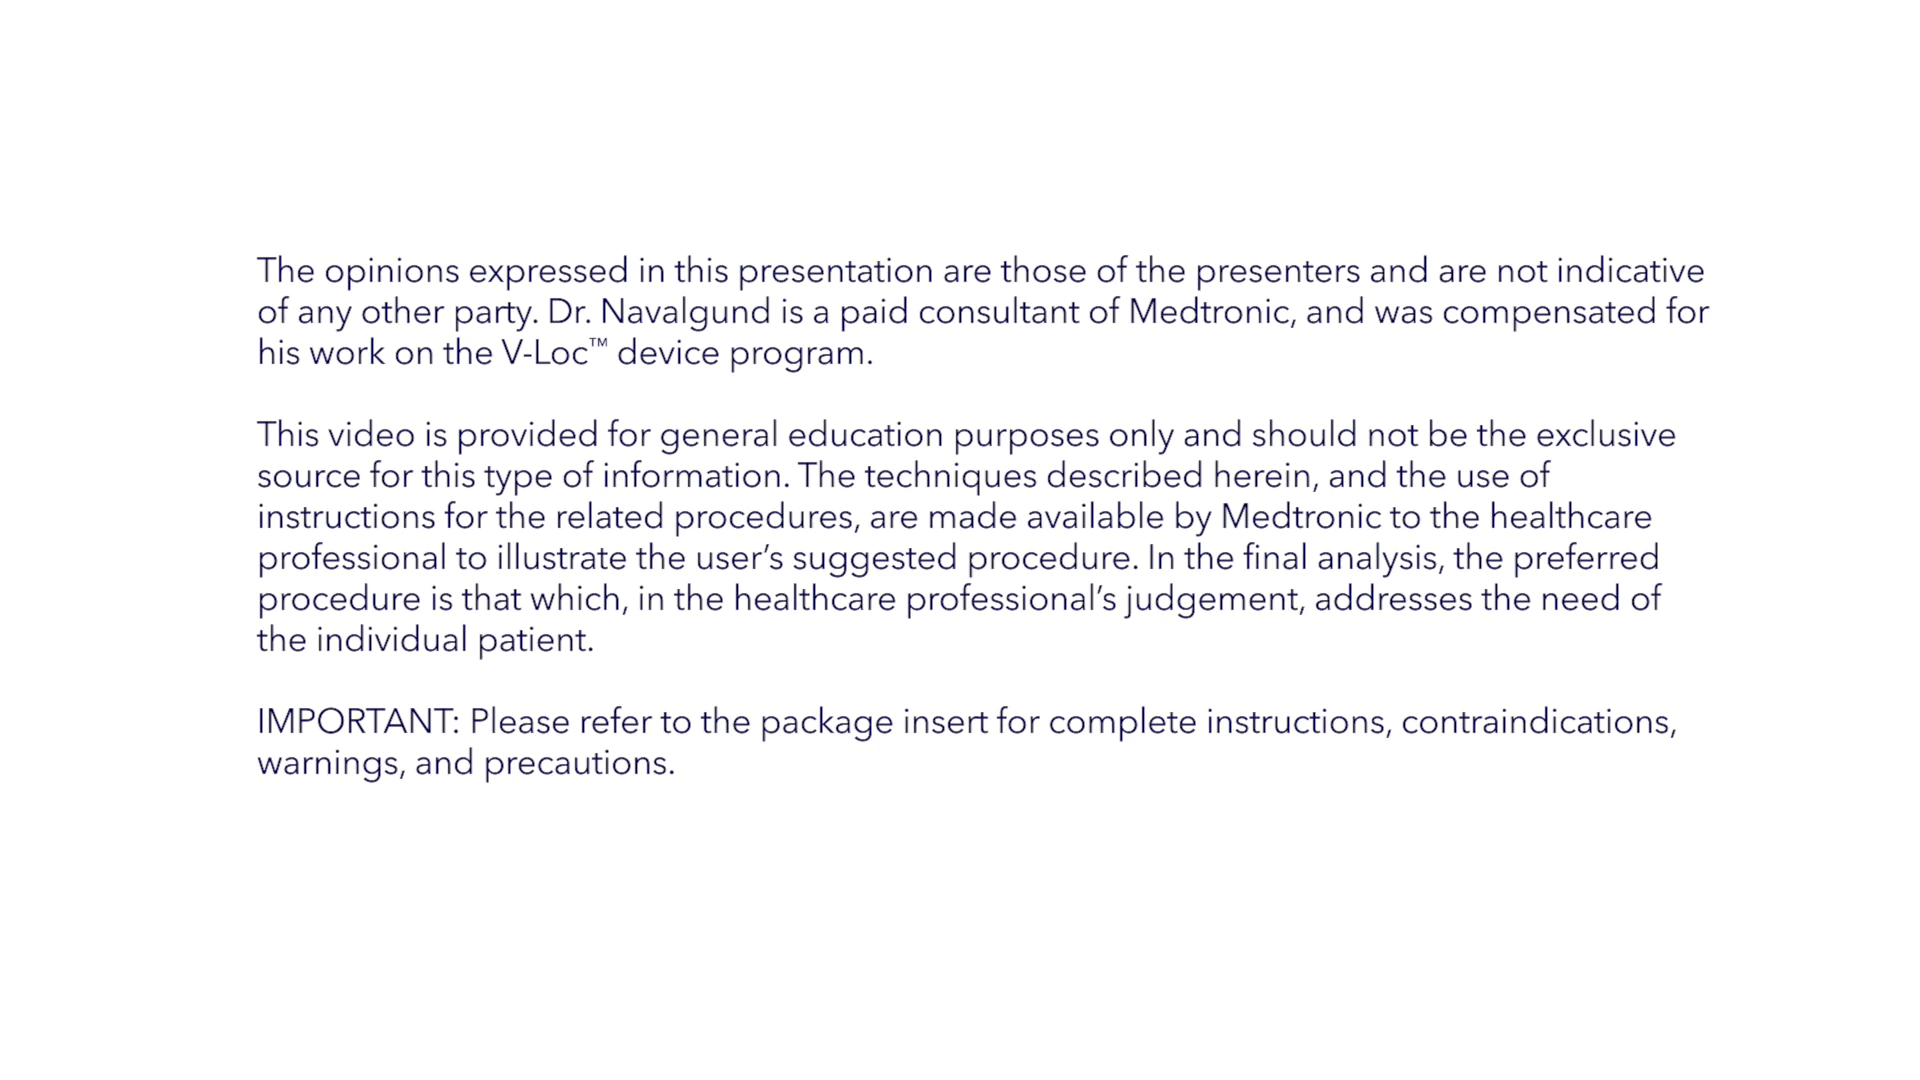 The opinions expressed in this presentation are those of the presenters and are not indicative
of any other party. Dr. Navalgund is a paid consultant of Medtronic, and was compensated for
his work on the V-Loc™ device program.
This video is provided for general education purposes only and should not be the exclusive
source for this type of information. The techniques described herein, and the use of
instructions for the related procedures, are made available by Medtronic to the healthcare
professional to illustrate the user’s suggested procedure. In the final analysis, the preferred
procedure is that which, in the healthcare professional’s judgement, addresses the need of
the individual patient.
IMPORTANT: Please refer to the package insert for complete instructions, contraindications,
warnings, and precautions.